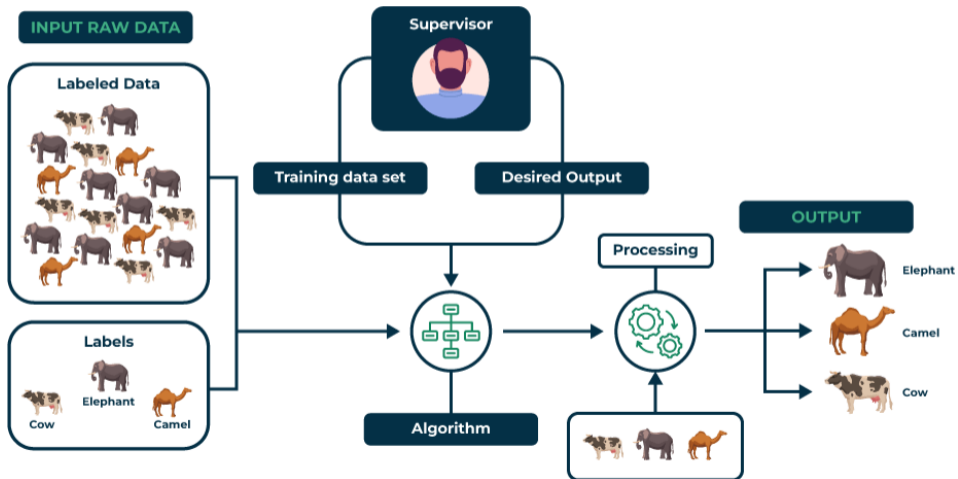 INPUT RAW DATA
Labeled Data
Labels
Elephant
Cow
Camel
Supervisor
Training data set
Desired Output
Algorithm
Processing
OUTPUT
Elephant
Camel
Cow